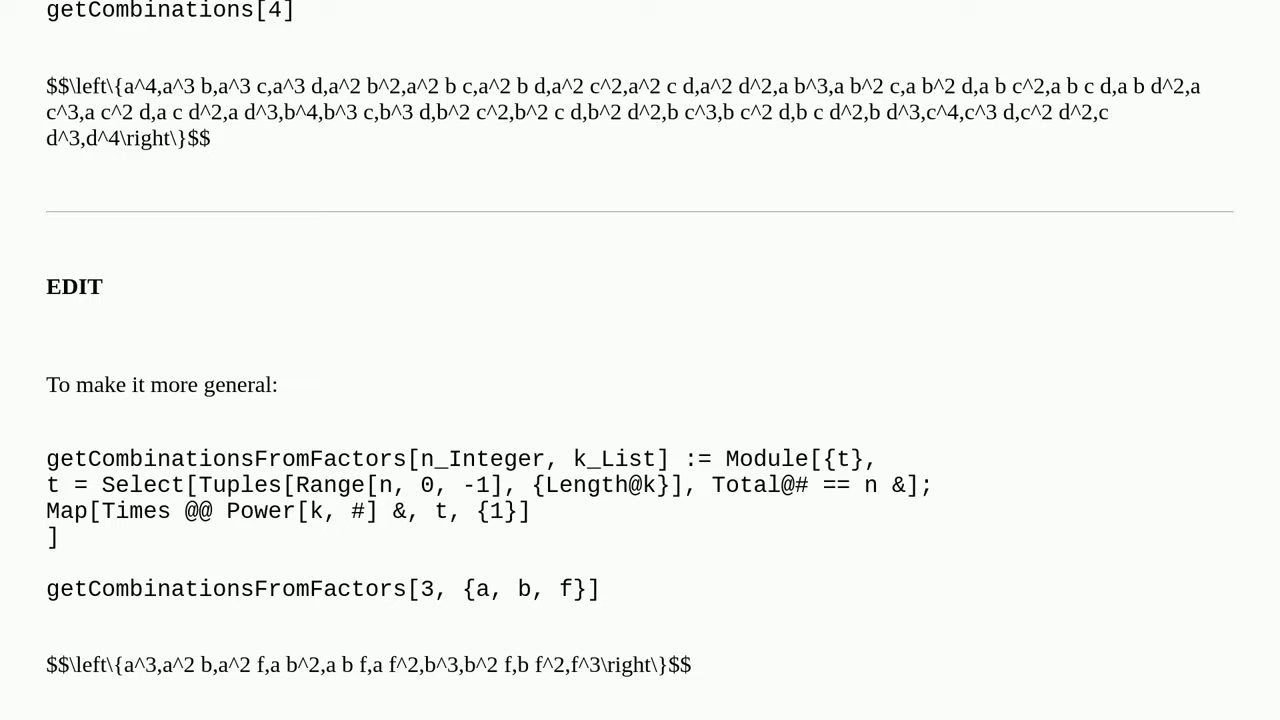 getCombinations[4]
$$\left\{a^4,a^3 b,a^3 c,a^3 d,a^2 b^2,a^2 b c,a^2 b d,a^2 c^2,a^2 c d,a^2 d^2,a b^3,a b^2 c,a b^2 d,a b c^2,a b c d,a b d^2,a
c^3,a c^2 d,a c d^2,a d^3,b^4,b^3 c,b^3 d,b^2 c^2,b^2 c d,b^2 d^2,b c^3,b c^2 d,b c d^2,b d^3,c^4,c^3 d,c^2 d^2,c
d^3,d^4\right\}$$
EDIT
To make it more general:
getCombinationsFromFactors[n_Integer, k_List] := Module[{t},
t = Select[Tuples[Range[n, 0, -1], {Length@k}], Total@# == n &];
Map[Times @@ Power[k, #] &, t, {1}]
]
getCombinationsFromFactors[3, {a, b, f}]
$$\left\{a^3,a^2 b,a^2 f,a b^2,a b f,a f^2,b^3,b^2 f,b f^2,f^3\right\}$$